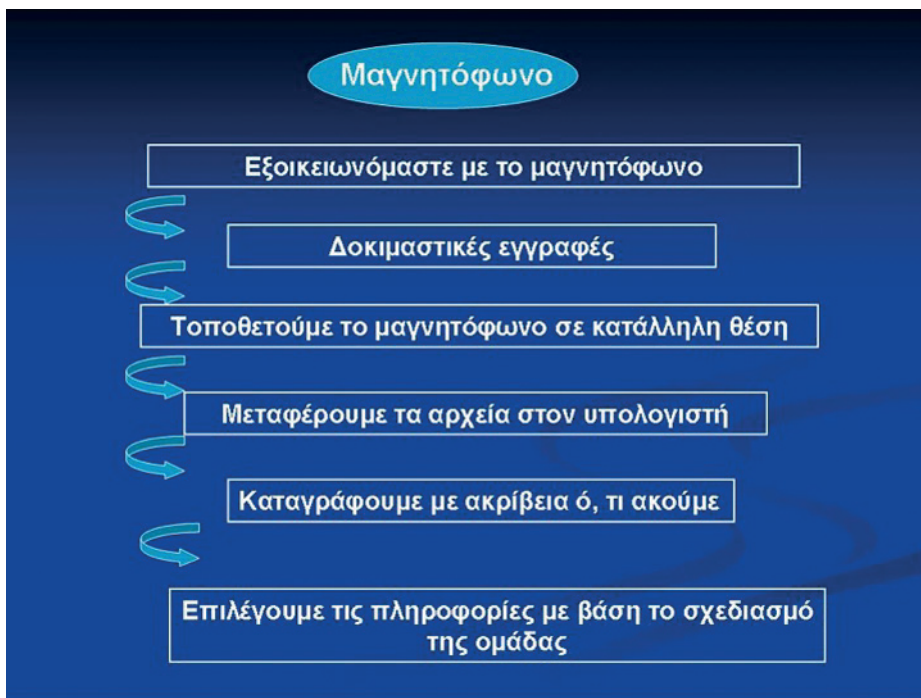 Μαγνητόφωνο
Εξοικειωνόμαστε με το μαγνητόφωνο
Δοκιμαστικές εγγραφές
Τοποθετούμε το μαγνητόφωνο σε κατάλληλη θέση
Μεταφέρουμε τα αρχεία στον υπολογιστή
Καταγράφουμε με ακρίβεια ό, τι ακούμε
Επιλέγουμε τις πληροφορίες με βάση το σχεδιασμό
της ομάδας